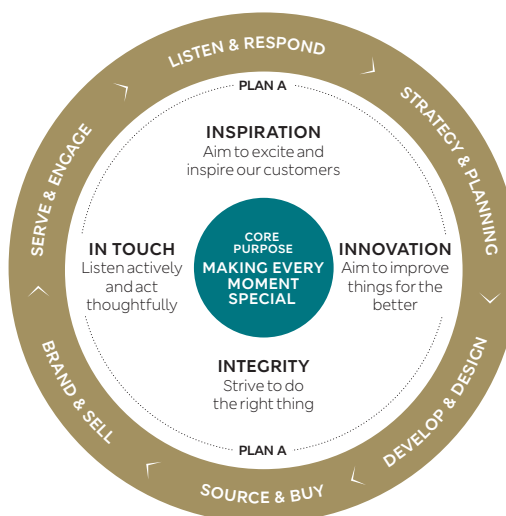 LISTEN & RESPOND
STRATEGY & PLANNING
DEVELOP & DESIGN
SOURCE & BUY
BRAND & SELL
SERVE & ENGAGE
PLAN A
INSPIRATION
Aim to excite and
inspire our customers
IN TOUCH
Listen actively
and act
thoughtfully
CORE
PURPOSE
MAKING EVERY
MOMENT
SPECIAL
INNOVATION
Aim to improve
things for the
better
INTEGRITY
Strive to do
the right thing
PLAN A